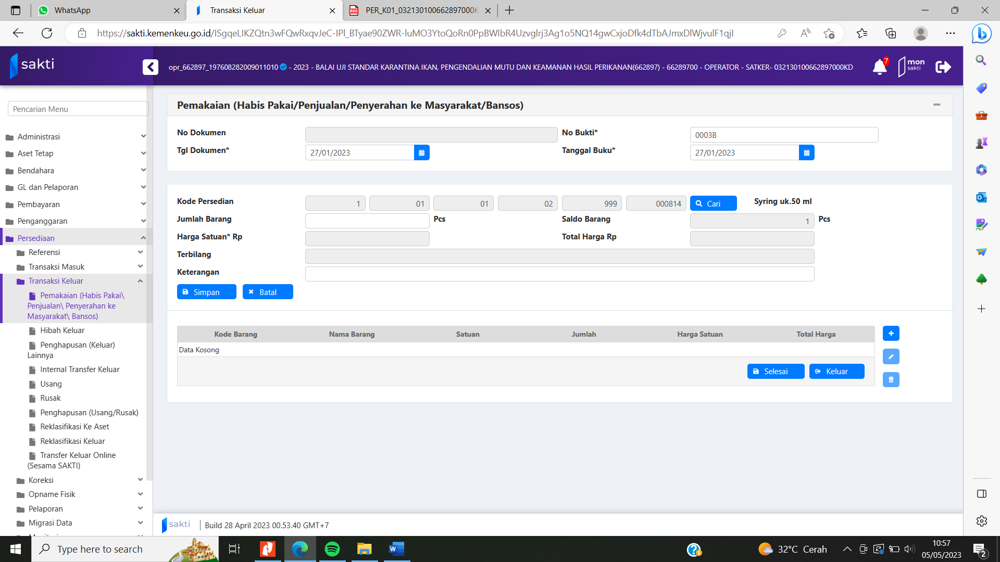 WhatsApp
Transaksi Keluar
PER_K01_032130100662897000K
sakti
opr_662897_197608282009011010 - 2023 - BALAI UJI STANDAR KARANTINA IKAN, PENGENDALIAN MUTU DAN KEAMANAN HASIL PERIKANAN(662897) - 66289700 - OPERATOR - SATKER- 032130100662897000KD
7
mon
sakti
Pencarian Menu
Administrasi
Aset Tetap
Bendahara
GL dan Pelaporan
Pembayaran
Penganggaran
Persediaan
Referensi
Transaksi Masuk
Transaksi Keluar
Pemakaian (Habis Pakai\
Penjualan\ Penyerahan ke
Masyarakat\ Bansos)
Hibah Keluar
Penghapusan (Keluar)
Lainnya
Internal Transfer Keluar
Usang
Rusak
Penghapusan (Usang/Rusak)
Reklasifikasi Ke Aset
Reklasifikasi Keluar
Transfer Keluar Online
(Sesama SAKTI)
Koreksi
Opname Fisik
Pelaporan
Migrasi Data
Pemakaian (Habis Pakai/Penjualan/Penyerahan ke Masyarakat/Bansos)
No Dokumen
No Bukti*
0003B
Tgl Dokumen*
27/01/2023
Tanggal Buku*
27/01/2023
Kode Persedian
1
01
01
02
999
000814
Cari
Syring uk.50 ml
Jumlah Barang
Pcs
Saldo Barang
1
Pcs
Harga Satuan* Rp
Total Harga Rp
Terbilang
Keterangan
Simpan
Batal
Kode Barang
Nama Barang
Satuan
Jumlah
Harga Satuan
Total Harga
Data Kosong
Selesai
Keluar
sakti
Build 28 April 2023 00.53.40 GMT+7
Type here to search
32°C Cerah
10:57
05/05/2023
2